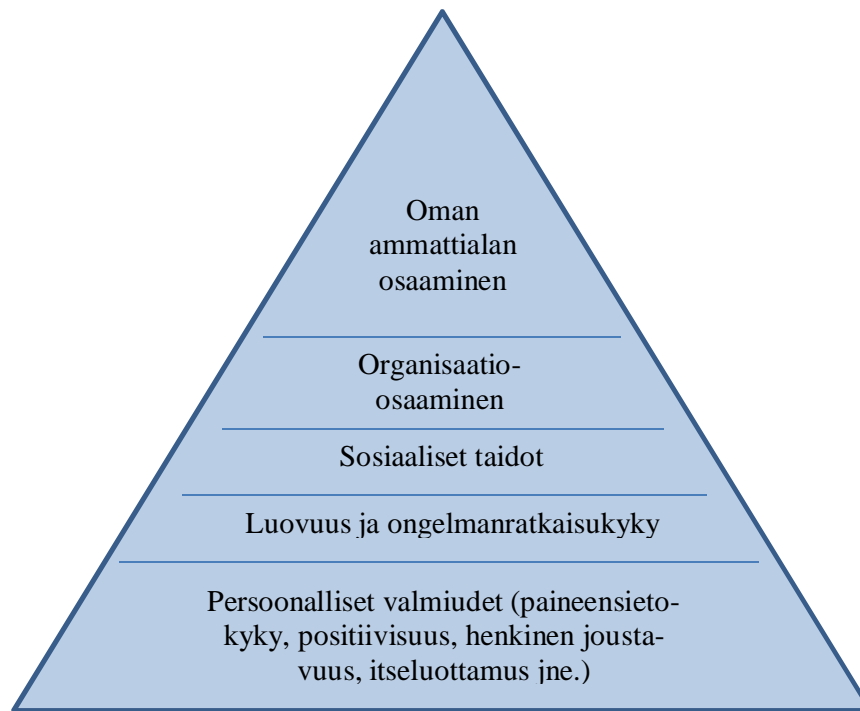 Oman
ammattialan
osaaminen
Organisaatio-
osaaminen
Sosiaaliset taidot
Luovuus ja ongelmanratkaisukyky
Persoonalliset valmiudet (paineensieto-
kyky, positiivisuus, henkinen jousta-
vuus, itseluottamus jne.)